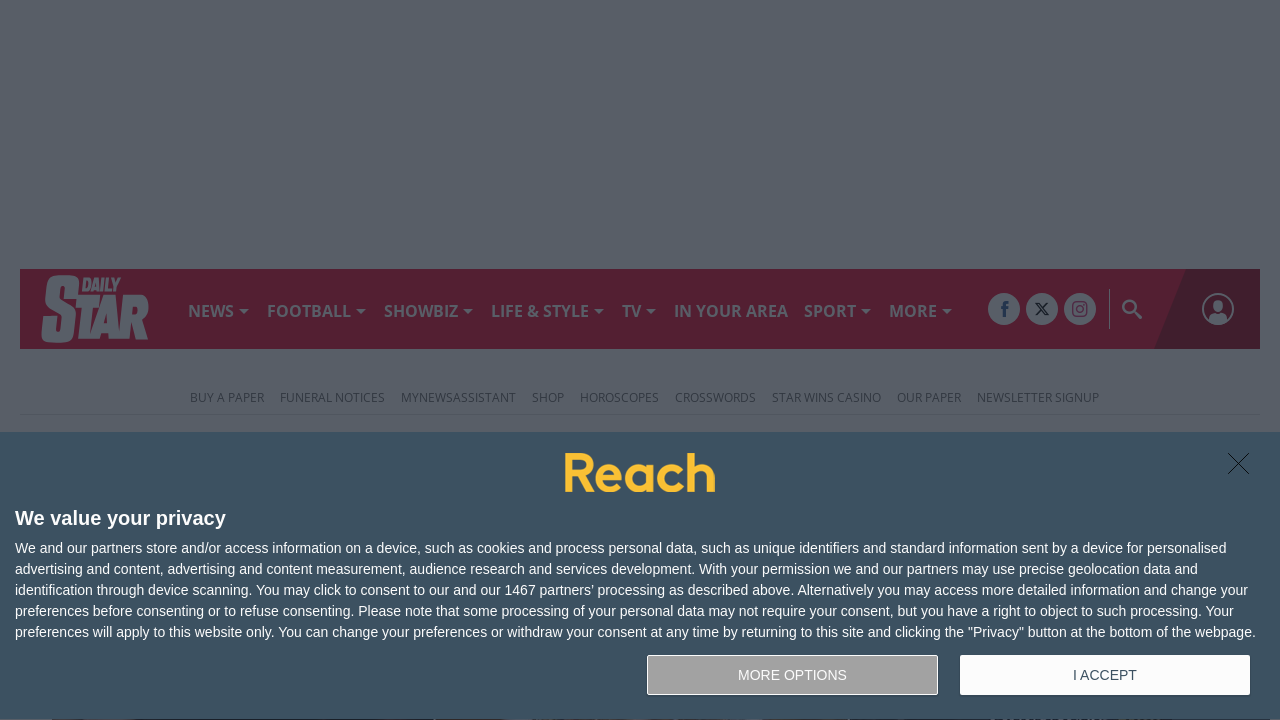 DAILY
STAR
NEWS FOOTBALL SHOWBIZ LIFE & STYLE TV IN YOUR AREA SPORT MORE
BUY A PAPER FUNERAL NOTICES MYNEWSASSISTANT SHOP HOROSCOPES CROSSWORDS STAR WINS CASINO OUR PAPER NEWSLETTER SIGNUP
Reach
We value your privacy
We and our partners store and/or access information on a device, such as cookies and process personal data, such as unique identifiers and standard information sent by a device for personalised
advertising and content, advertising and content measurement, audience research and services development. With your permission we and our partners may use precise geolocation data and
identification through device scanning. You may click to consent to our and our 1467 partners' processing as described above. Alternatively you may access more detailed information and change your
preferences before consenting or to refuse consenting. Please note that some processing of your personal data may not require your consent, but you have a right to object to such processing. Your
preferences will apply to this website only. You can change your preferences or withdraw your consent at any time by returning to this site and clicking the "Privacy" button at the bottom of the webpage.
MORE OPTIONS I ACCEPT